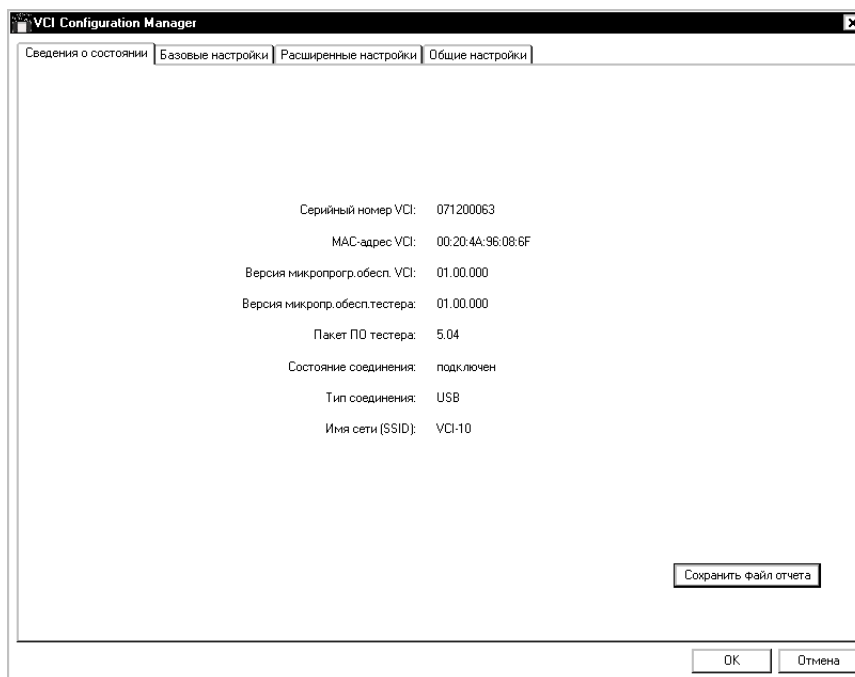 VCI Configuration Manager
Сведения о состоянии Базовые настройки Расширенные настройки Общие настройки
Серийный номер VCI: 071200063
MAC-адрес VCI: 00:20:4A:96:08:6F
Версия микропрогр.обесп. VCI: 01.00.000
Версия микропр.обесп.тестера: 01.00.000
Пакет ПО тестера: 5.04
Состояние соединения: подключен
Тип соединения: USB
Имя сети (SSID): VCI-10
Сохранить файл отчета
OK Отмена